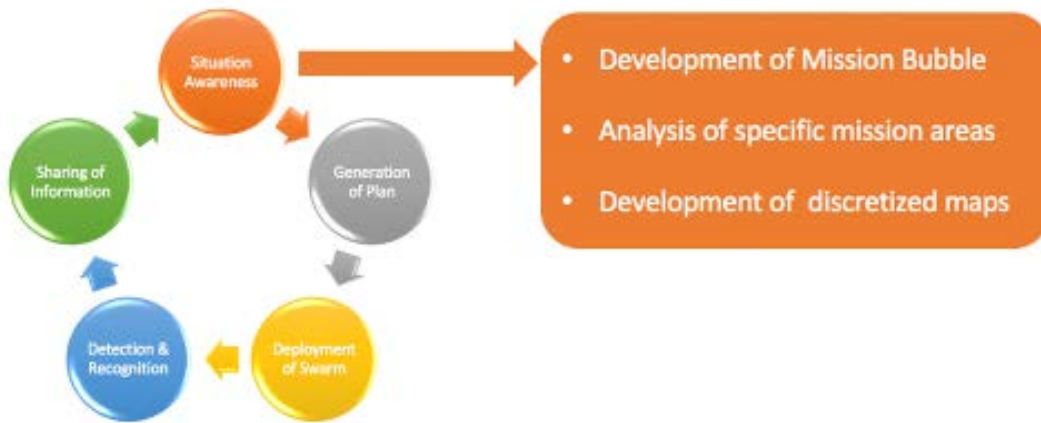 Situation
Awareness
• Development of Mission Bubble
• Analysis of specific mission areas
• Development of  discretized maps
Generation
of Plan
Deployment
of Swarm
Detection &
Recognition
Sharing of
Information